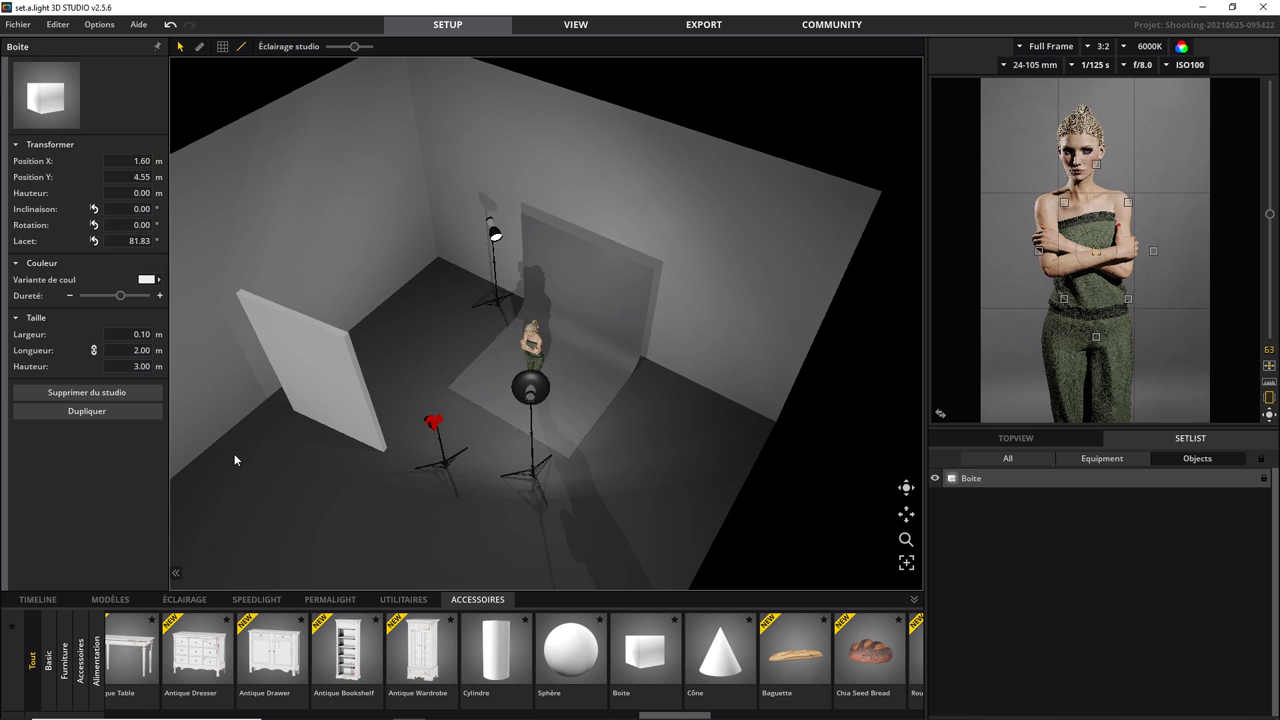 set.a.light 3D STUDIO v2.5.6
Fichier Editer Options Aide SETUP VIEW EXPORT COMMUNITY Projet: Shooting-20210625-095422
Boite Éclairage studio
Full Frame 3:2 6000K
24-105 mm 1/125 s f/8.0 ISO100
Transformer
Position X: 1.60 m
Position Y: 4.55 m
Hauteur: 0.00 m
Inclinaison: 0.00 °
Rotation: 0.00 °
Lacet: 81.83 °
Couleur
Variante de coul
Dureté: - +
Taille
Largeur: 0.10 m
Longueur: 2.00 m
Hauteur: 3.00 m
Supprimer du studio
Dupliquer
63
TOPVIEW SETLIST
All Equipment Objects
Boite
TIMELINE MODÈLES ÉCLAIRAGE SPEEDLIGHT PERMALIGHT UTILITAIRES ACCESSOIRES
Tout Basic Furniture Accessoires Alimentation
NEW NEW NEW NEW NEW NEW
que Table Antique Dresser Antique Drawer Antique Bookshelf Antique Wardrobe Cylindre Sphère Boite Cône Baguette Chia Seed Bread Rou